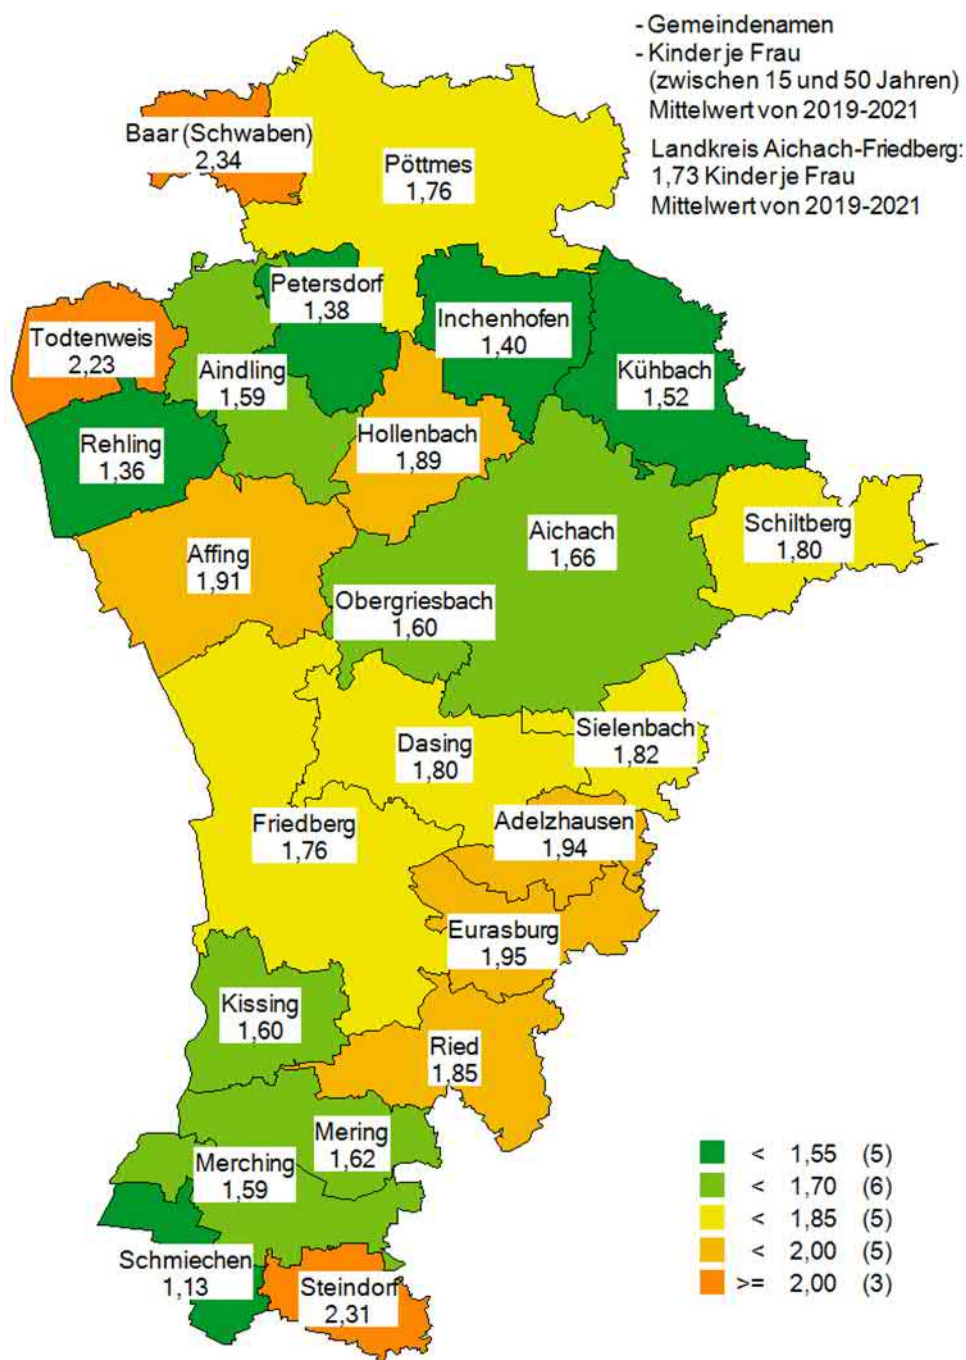 - Gemeindenamen
- Kinder je Frau
(zwischen 15 und 50 Jahren)
Mittelwert von 2019-2021
Landkreis Aichach-Friedberg:
1,73 Kinder je Frau
Mittelwert von 2019-2021
Baar (Schwaben)
2,34
Pöttmes
1,76
Petersdorf
1,38
Inchenhofen
1,40
Todtenweis
2,23
Aindling
1,59
Kühbach
1,52
Rehling
1,36
Hollenbach
1,89
Affing
1,91
Aichach
1,66
Schiltberg
1,80
Obergriesbach
1,60
Dasing
1,80
Sielenbach
1,82
Friedberg
1,76
Adelzhausen
1,94
Eurasburg
1,95
Kissing
1,60
Ried
1,85
Mering
1,62
Merching
1,59
Schmiechen
1,13
Steindorf
2,31
< 1,55 (5)
< 1,70 (6)
< 1,85 (5)
< 2,00 (5)
>= 2,00 (3)